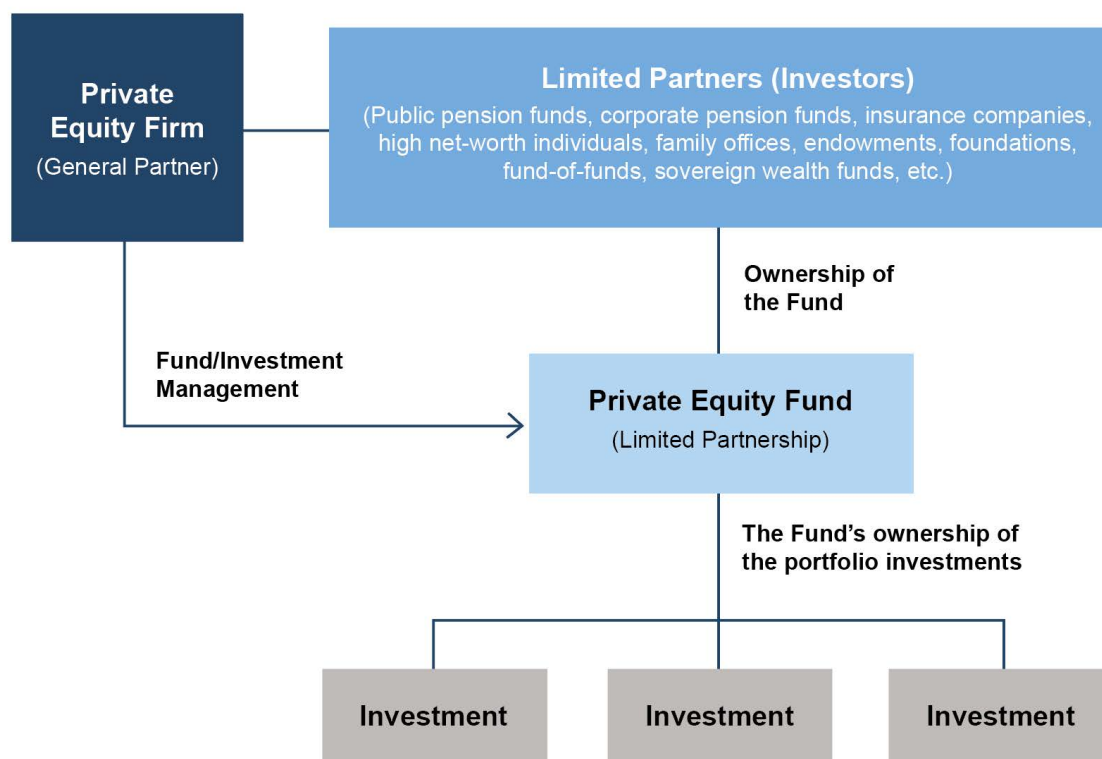 Private
Equity Firm
(General Partner)
Limited Partners (Investors)
(Public pension funds, corporate pension funds, insurance companies,
high net-worth individuals, family offices, endowments, foundations,
fund-of-funds, sovereign wealth funds, etc.)
Ownership of
the Fund
Fund/Investment
Management
Private Equity Fund
(Limited Partnership)
The Fund’s ownership of
the portfolio investments
Investment
Investment
Investment